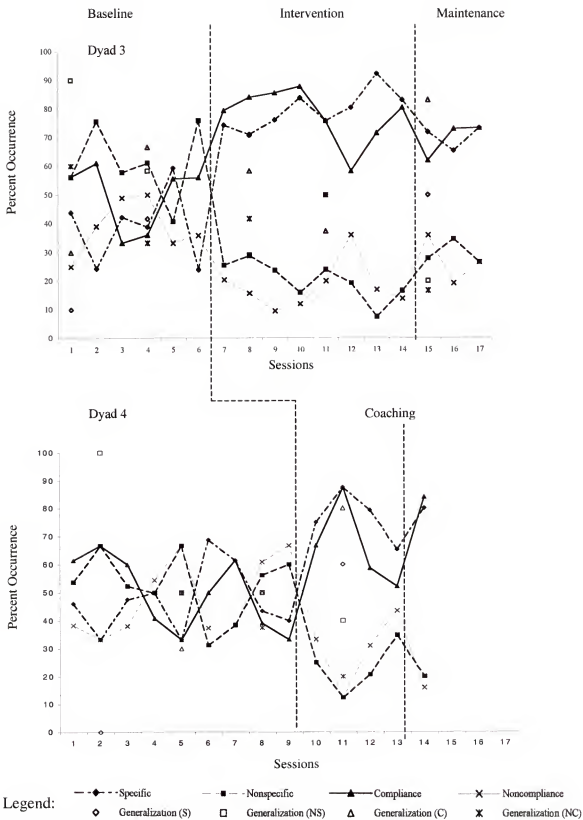 Baseline Intervention Maintenance
Dyad 3
Percent Occurrence
100
90
80
70
60
50
40
30
20
10
0
1 2 3 4 5 6 7 8 9 10 11 12 13 14 15 16 17
Sessions
Dyad 4 Coaching
Percent Occurrence
100
90
80
70
60
50
40
30
20
10
0
1 2 3 4 5 6 7 8 9 10 11 12 13 14 15 16 17
Sessions
Legend:
Specific Nonspecific Compliance Noncompliance
Generalization (S) Generalization (NS) Generalization (C) Generalization (NC)